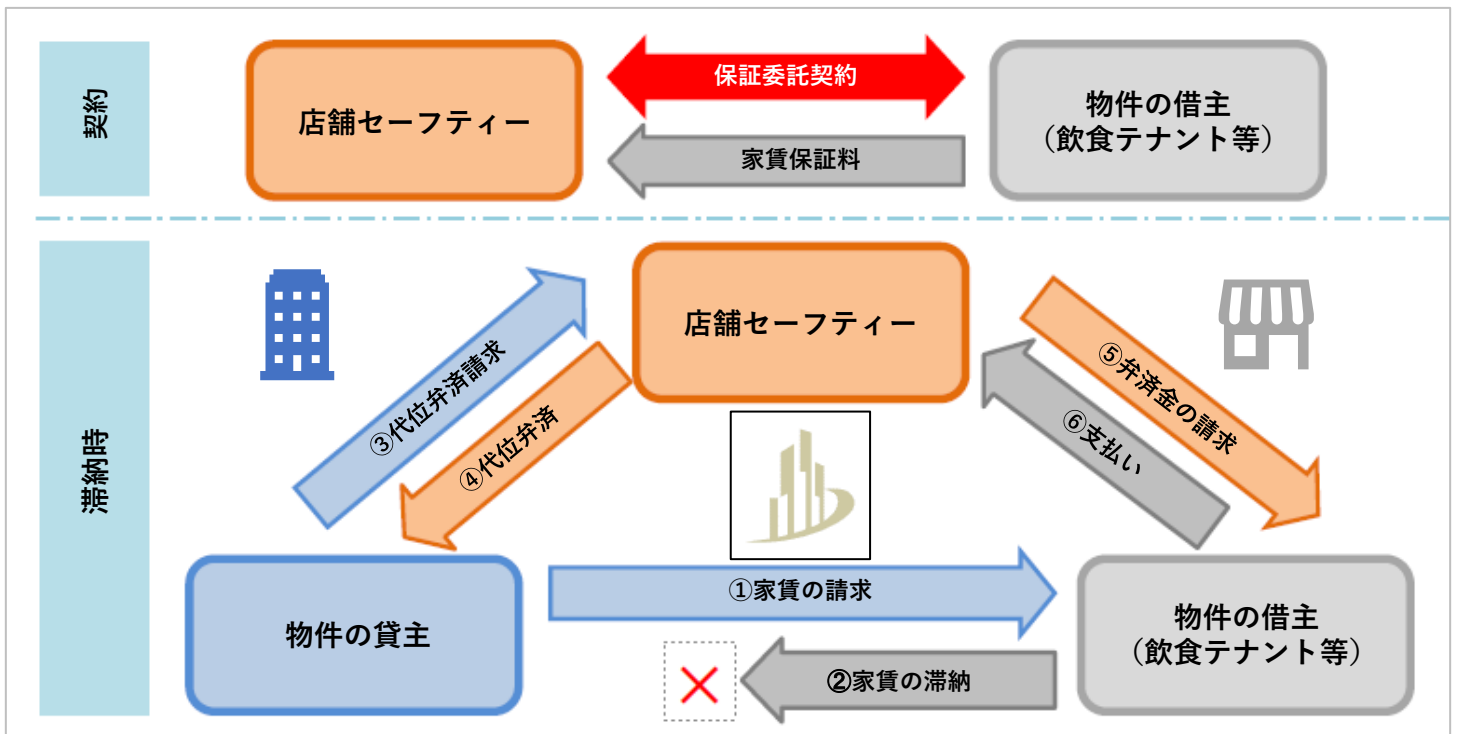 契約
店舗セーフティー
保証委託契約
家賃保証料
物件の借主
（飲食テナント等）
滞納時
店舗セーフティー
③代位弁済請求
④代位弁済
⑤弁済金の請求
⑥支払い
①家賃の請求
②家賃の滞納
物件の貸主
物件の借主
（飲食テナント等）